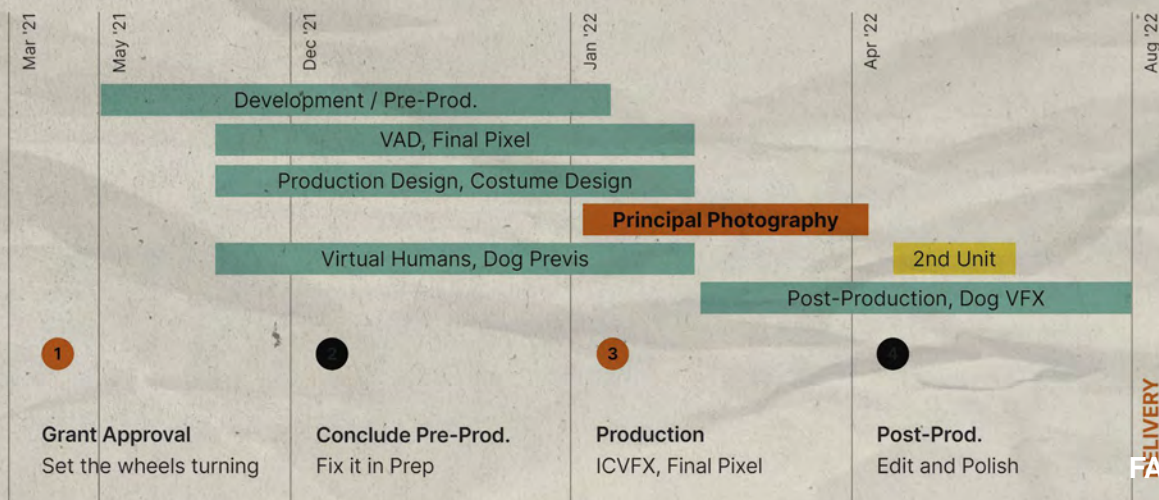 Mar '21
May '21
Dec '21
Jan '22
Apr '22
Aug '22
Development / Pre-Prod.
VAD, Final Pixel
Production Design, Costume Design
Principal Photography
Virtual Humans, Dog Previs
2nd Unit
Post-Production, Dog VFX
1
2
3
4
Grant Approval
Set the wheels turning
Conclude Pre-Prod.
Fix it in Prep
Production
ICVFX, Final Pixel
Post-Prod.
Edit and Polish
ELIVERY
FA